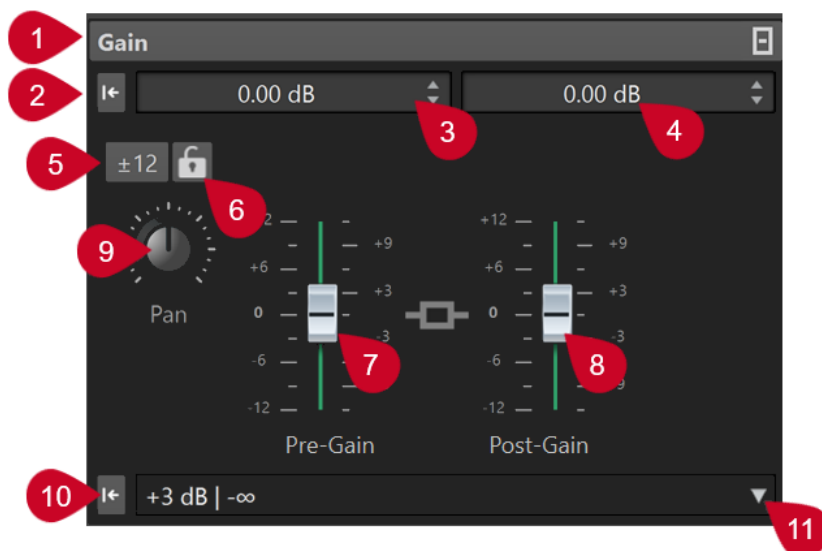 1 Gain
2 0.00 dB 0.00 dB
3 4
5 ±12
6
2 +12
+9 +9
9 +6 +6
+3 +3
Pan 0 0
-3 -3
7 8
-6 -6
9
-12 -12
Pre-Gain Post-Gain
10 +3 dB | -∞
11